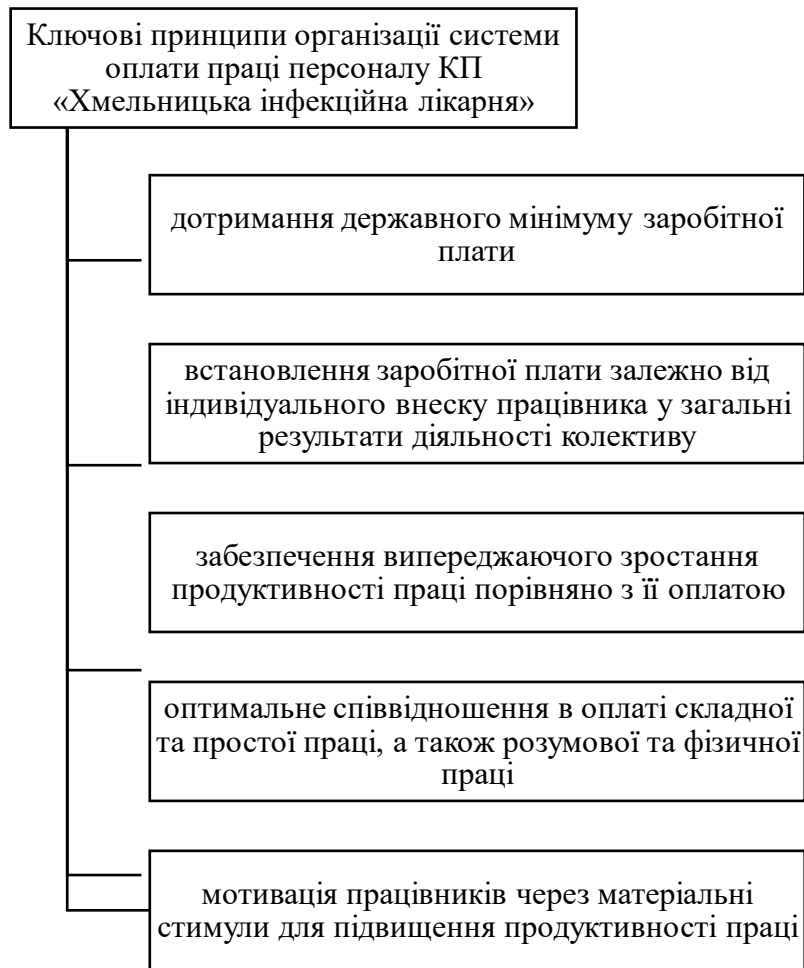 Ключові принципи організації системи
оплати праці персоналу КП
«Хмельницька інфекційна лікарня»
дотримання державного мінімуму заробітної
плати
встановлення заробітної плати залежно від
індивідуального внеску працівника у загальні
результати діяльності колективу
забезпечення випереджаючого зростання
продуктивності праці порівняно з її оплатою
оптимальне співвідношення в оплаті складної
та простої праці, а також розумової та фізичної
праці
мотивація працівників через матеріальні
стимули для підвищення продуктивності праці